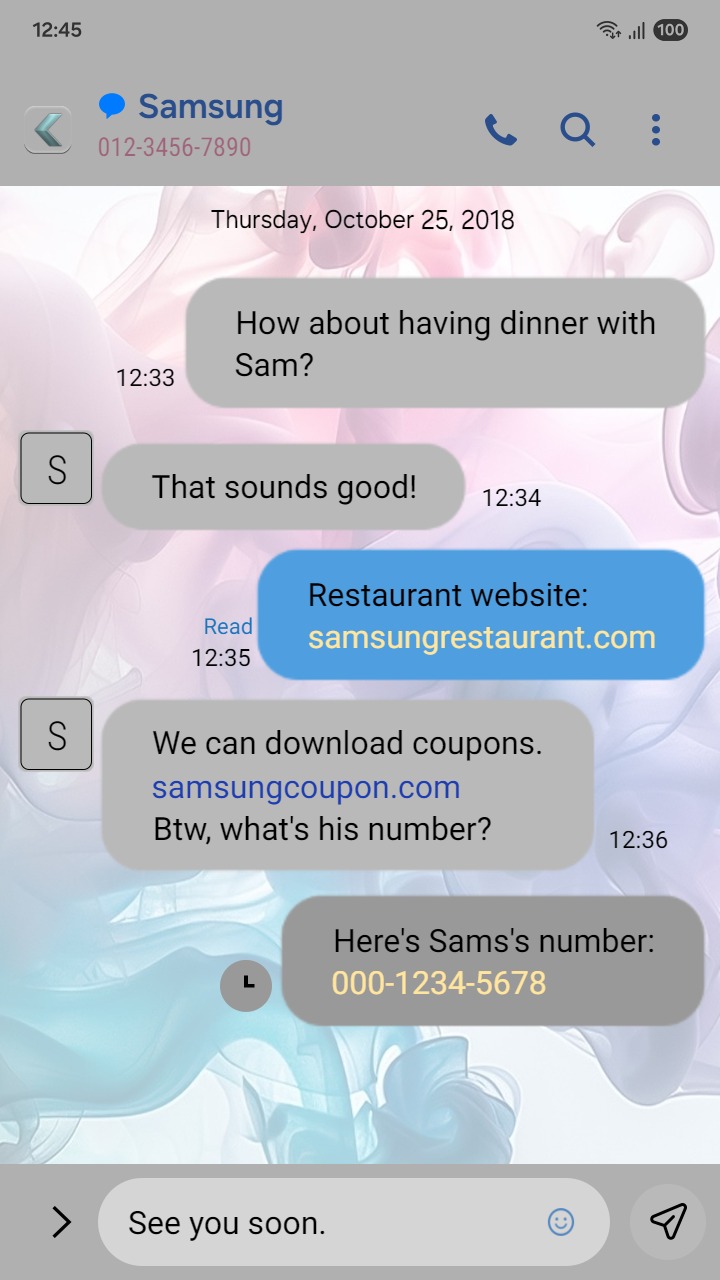 12:45
100
Samsung
012-3456-7890
Thursday, October 25, 2018
How about having dinner with
Sam?
12:33
S
That sounds good!
12:34
Restaurant website:
samsungrestaurant.com
Read
12:35
S
We can download coupons.
samsungcoupon.com
Btw, what's his number?
12:36
Here's Sams's number:
000-1234-5678
See you soon.